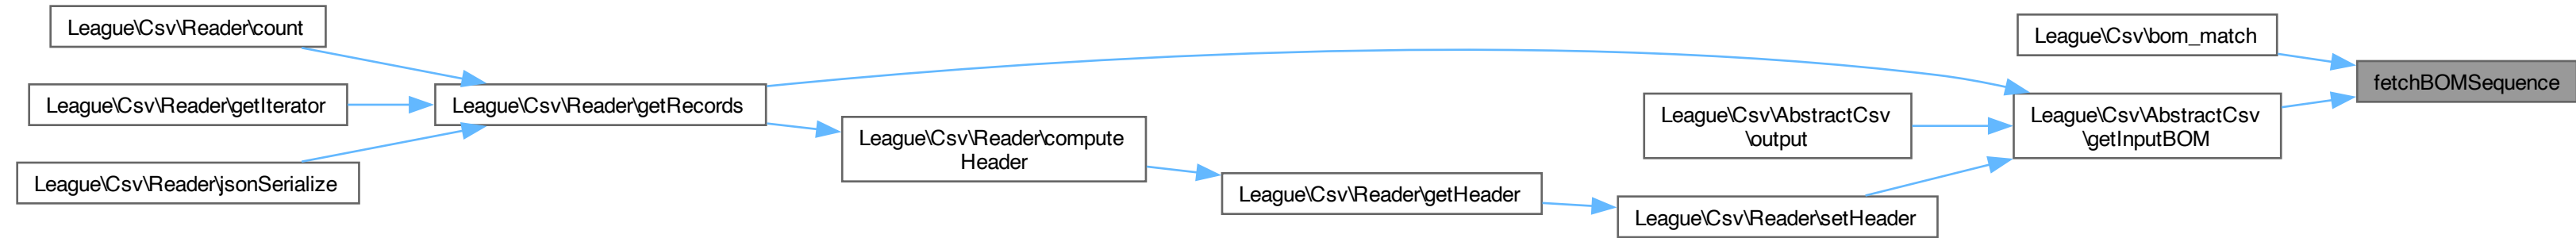 League\Csv\Reader\count
League\Csv\Reader\getIterator
League\Csv\Reader\jsonSerialize
League\Csv\Reader\getRecords
League\Csv\Reader\compute
Header
League\Csv\Reader\getHeader
League\Csv\AbstractCsv
\output
League\Csv\Reader\setHeader
League\Csv\bom_match
League\Csv\AbstractCsv
\getInputBOM
fetchBOMSequence